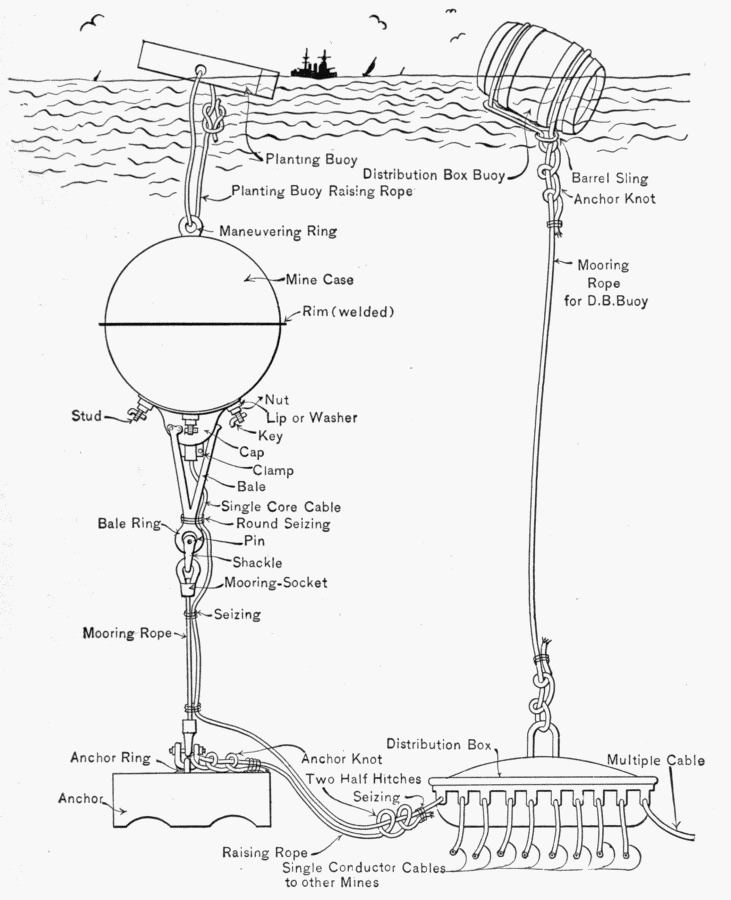 Planting Buoy
Distribution Box Buoy
Barrel Sling
Planting Buoy Raising Rope
Anchor Knot
Maneuvering Ring
Mooring
Rope
for D.B.Buoy
Mine Case
Rim (welded)
Nut
Stud
Lip or Washer
Key
Cap
Clamp
Bale
Single Core Cable
Bale Ring
Round Seizing
Pin
Shackle
Mooring-Socket
Seizing
Mooring Rope
Distribution Box
Anchor Ring
Anchor Knot
Multiple Cable
Two Half Hitches
Anchor
Seizing
Raising Rope
Single Conductor Cables
to other Mines